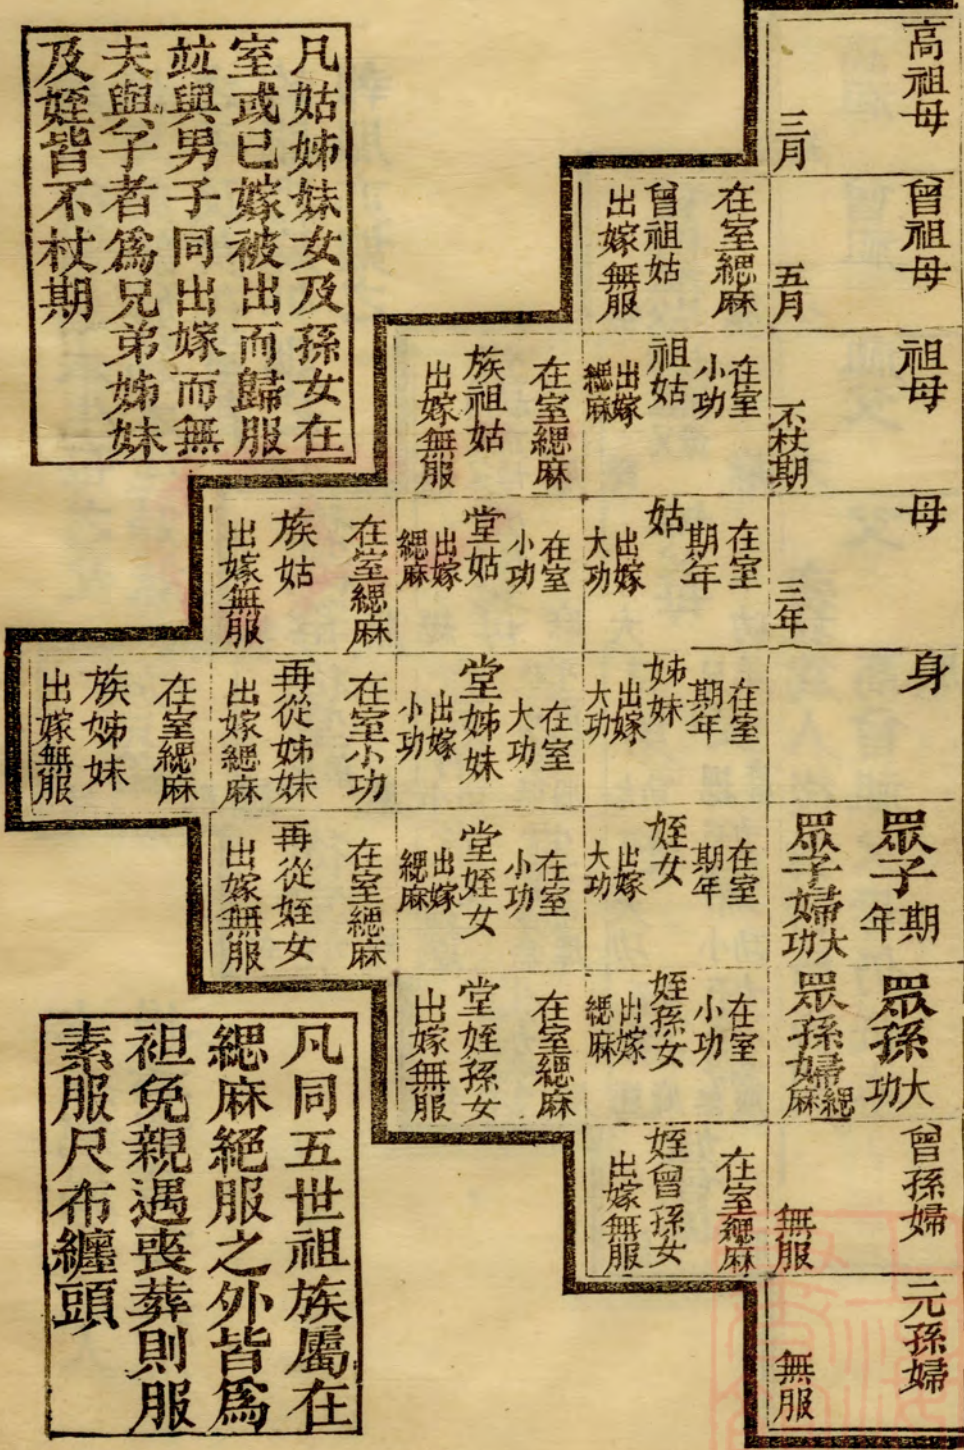 高祖母
三月
曾祖母
五月
在室緦麻
曾祖姑
出嫁無服
祖母
不杖期
在室
小功
祖姑
出嫁
緦麻
在室緦麻
族祖姑
出嫁無服
母
三年
在室
期年
姑
出嫁
大功
在室
小功
堂姑
出嫁
緦麻
在室緦麻
族姑
出嫁無服
身
在室
期年
姊妹
出嫁
大功
在室
大功
堂姊妹
出嫁
小功
在室小功
再從姊妹
出嫁緦麻
在室緦麻
族姊妹
出嫁無服
眾子期年
眾子婦大功
在室
期年
姪女
出嫁
大功
在室
小功
堂姪女
出嫁
緦麻
在室緦麻
再從姪女
出嫁無服
眾孫大功
眾孫婦緦麻
在室
小功
姪孫女
出嫁
緦麻
在室緦麻
堂姪孫女
出嫁無服
曾孫婦
無服
在室緦麻
姪曾孫女
出嫁無服
元孫婦
無服
凡姑姊妹女及孫女在
室或已嫁被出而歸服
竝與男子同出嫁而無
夫與子者爲兄弟姊妹
及姪皆不杖期
凡同五世祖族屬在
緦麻絕服之外皆爲
袒免親遇喪葬則服
素服尺布纏頭